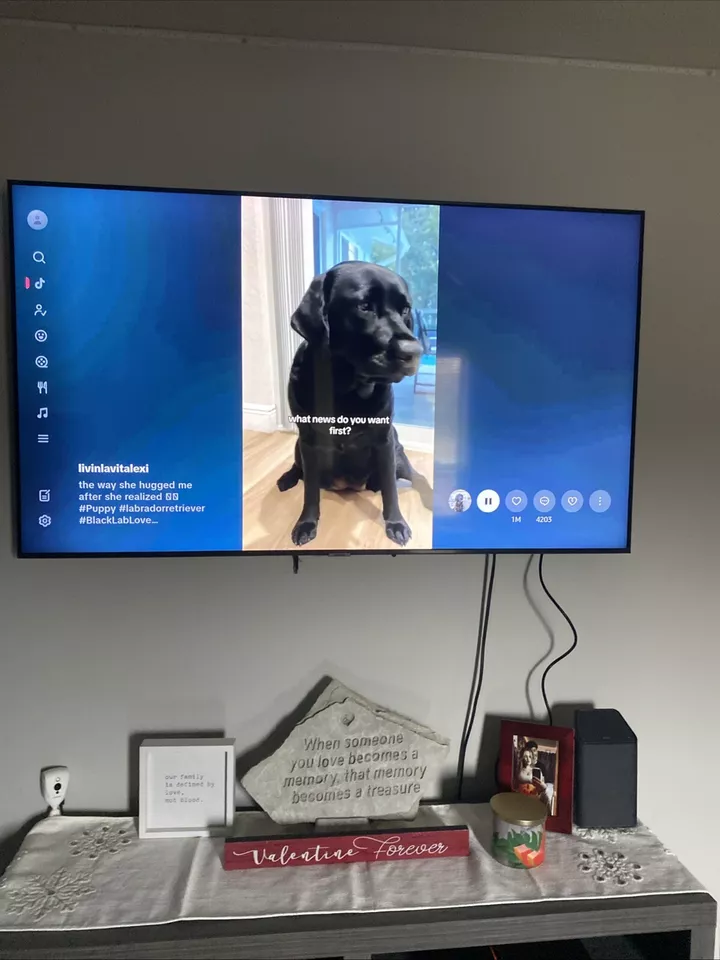 what news do you want
first?
livinlavitalexi
the way she hugged me
after she realized 00
#Puppy #labradorretriever
#BlackLabLove...
1M
4203
When someone
you love becomes a
memory, that memory
becomes a treasure
our family
is defined by
love,
not blood.
Valentine Forever